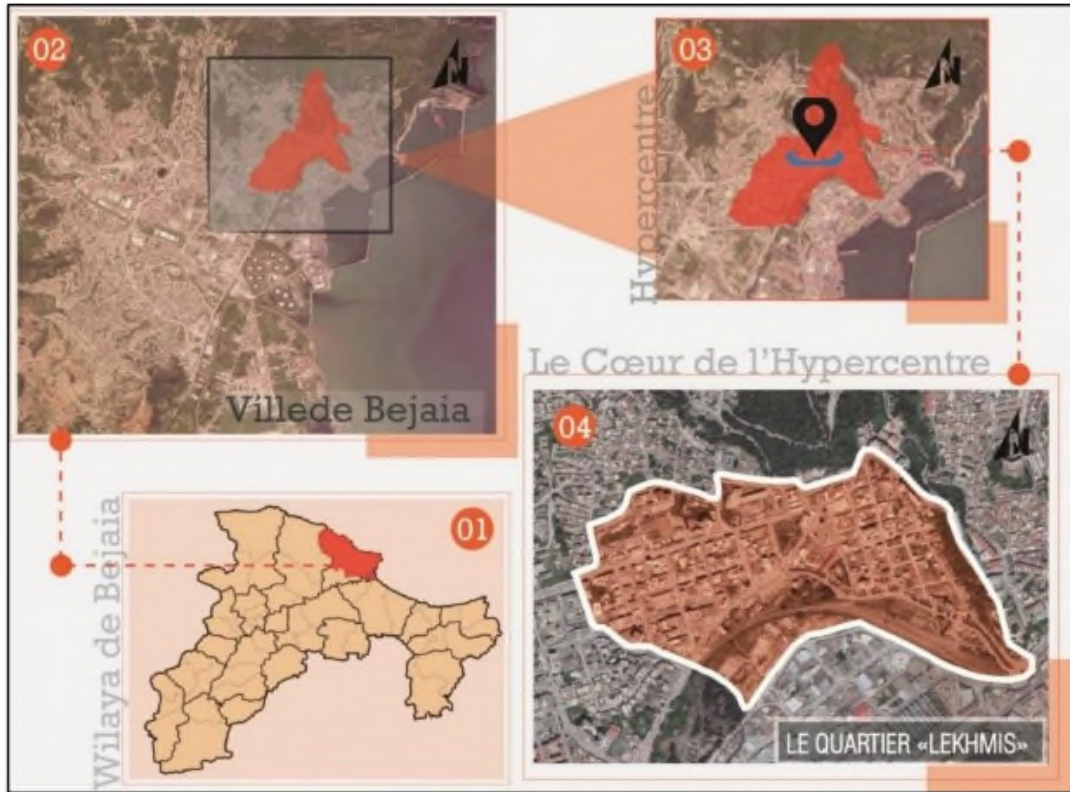 02
N
Villede Bejaia
03
N
Hypercentre
Le Cœur de l'Hypercentre
04
N
LE QUARTIER «LEKHMIS»
Wilaya de Bejaia
01